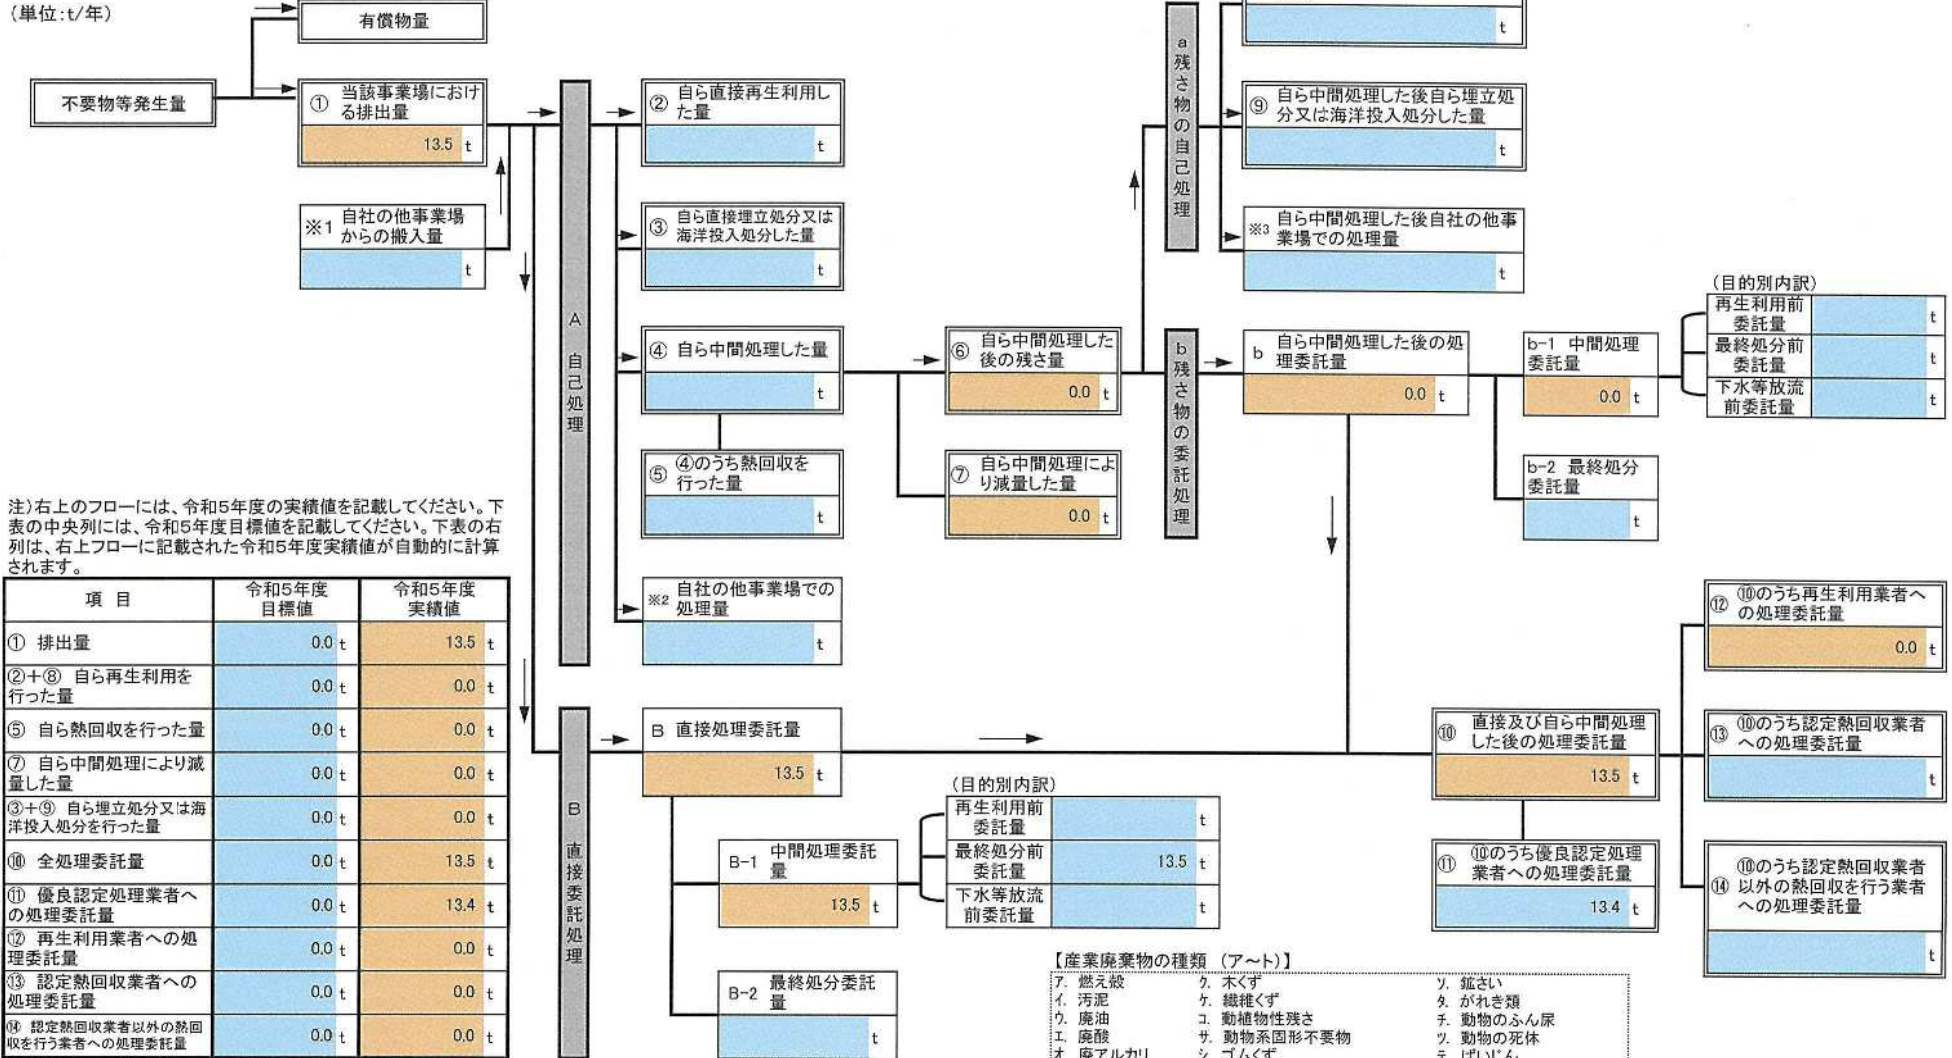 (単位:t/年)
有償物量
不要物等発生量
① 当該事業場におけ
る排出量
13.5 t
※1 自社の他事業場
からの搬入量
t
A 自己処理
② 自ら直接再生利用し
た量
t
③ 自ら直接埋立処分又は
海洋投入処分した量
t
④ 自ら中間処理した量
t
⑤ ④のうち熱回収を
行った量
t
※2 自社の他事業場での
処理量
t
⑥ 自ら中間処理した
後の残さ量
0.0 t
⑦ 自ら中間処理によ
り減量した量
0.0 t
a 残さ物の自己処理
t
⑨ 自ら中間処理した後自ら埋立処
分又は海洋投入処分した量
t
※3 自ら中間処理した後自社の他事
業場での処理量
t
b 残さ物の委託処理
b 自ら中間処理した後の処
理委託量
0.0 t
b-1 中間処理
委託量
0.0 t
b-2 最終処分
委託量
t
(目的別内訳)
再生利用前
委託量
t
最終処分前
委託量
t
下水等放流
前委託量
t
注)右上のフローには、令和5年度の実績値を記載してください。下
表の中央列には、令和5年度目標値を記載してください。下表の右
列は、右上フローに記載された令和5年度実績値が自動的に計算
されます。
項 目 令和5年度
目標値 令和5年度
実績値
① 排出量 0.0 t 13.5 t
②+⑧ 自ら再生利用を
行った量 0.0 t 0.0 t
⑤ 自ら熱回収を行った量 0.0 t 0.0 t
⑦ 自ら中間処理により減
量した量 0.0 t 0.0 t
③+⑨ 自ら埋立処分又は海
洋投入処分を行った量 0.0 t 0.0 t
⑩ 全処理委託量 0.0 t 13.5 t
⑪ 優良認定処理業者へ
の処理委託量 0.0 t 13.4 t
⑫ 再生利用業者への処
理委託量 0.0 t 0.0 t
⑬ 認定熱回収業者への
処理委託量 0.0 t 0.0 t
⑭ 認定熱回収業者以外の熱回
収を行う業者への処理委託量 0.0 t 0.0 t
B 直接委託処理
B 直接処理委託量
13.5 t
B-1 中間処理委託
量
13.5 t
B-2 最終処分委託
量
t
(目的別内訳)
再生利用前
委託量
t
最終処分前
委託量
13.5 t
下水等放流
前委託量
t
⑩ 直接及び自ら中間処理
した後の処理委託量
13.5 t
⑪ ⑩のうち優良認定処理
業者への処理委託量
13.4 t
⑫ ⑩のうち再生利用業者へ
の処理委託量
0.0 t
⑬ ⑩のうち認定熱回収業者
への処理委託量
t
⑭ ⑩のうち認定熱回収業者
以外の熱回収を行う業者
への処理委託量
t
【産業廃棄物の種類 (ア～ト)】
ア. 燃え殻 ク. 木くず ソ. 鉱さい
イ. 汚泥 ケ. 繊維くず タ. がれき類
ウ. 廃油 コ. 動植物性残さ チ. 動物のふん尿
エ. 廃酸 サ. 動物系固形不要物 ツ. 動物の死体
オ. 廃アルカリ シ. ゴムくず テ. ばいじん